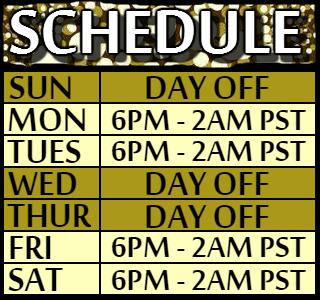 SCHEDULE
SUN DAY OFF
MON 6PM - 2AM PST
TUES 6PM - 2AM PST
WED DAY OFF
THUR DAY OFF
FRI 6PM - 2AM PST
SAT 6PM - 2AM PST